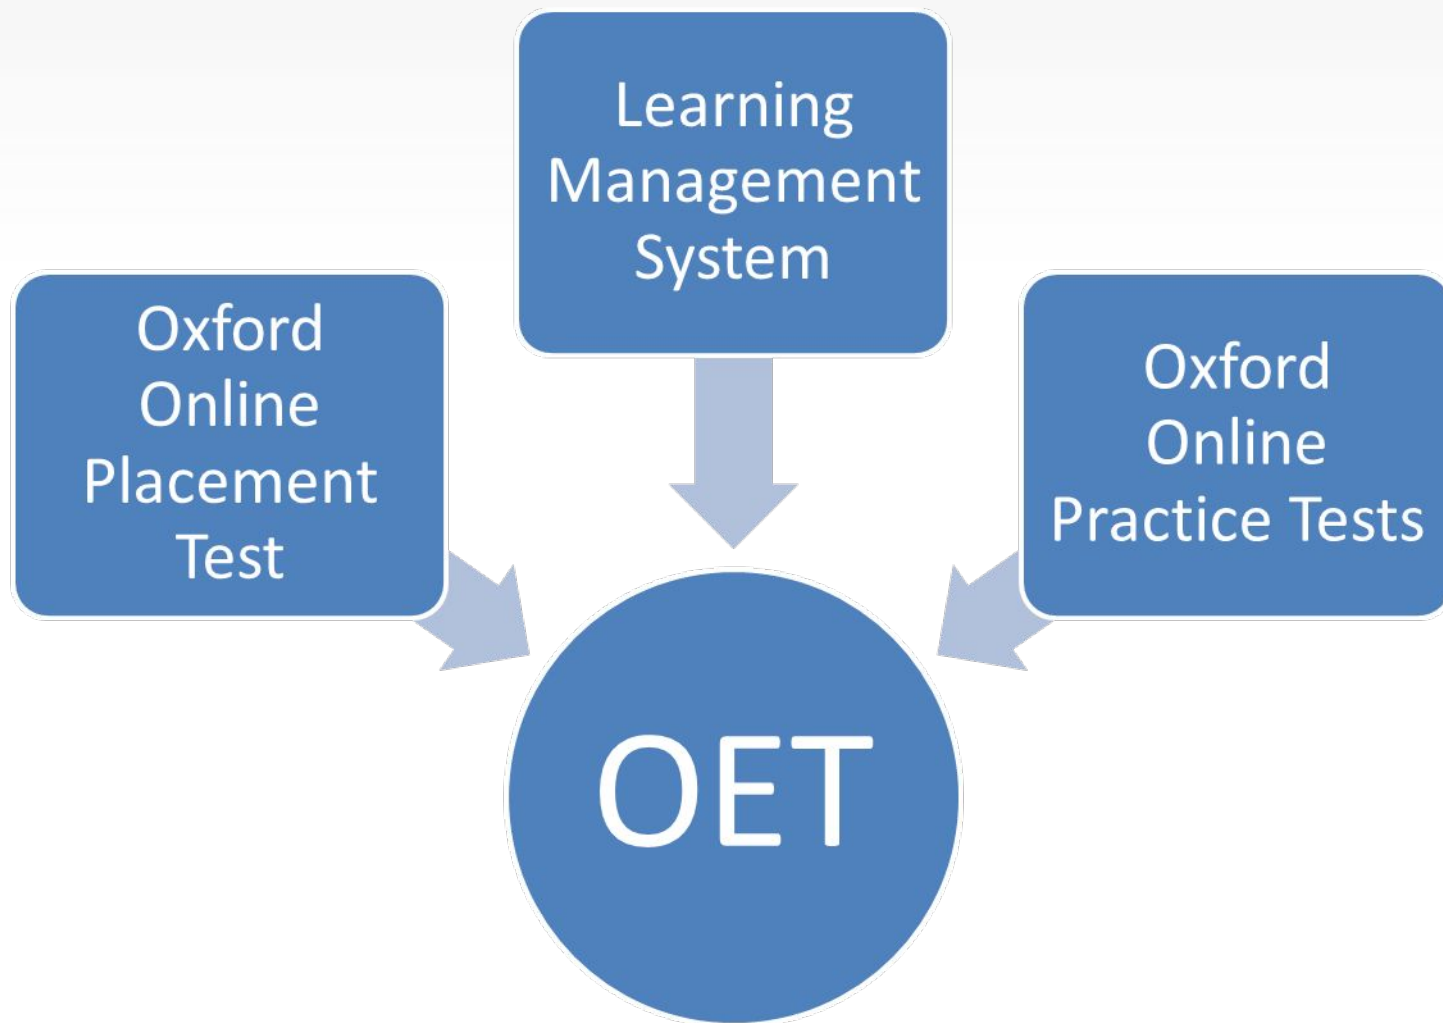 Learning
Management
System
Oxford
Online
Placement
Test
Oxford
Online
Practice Tests
OET